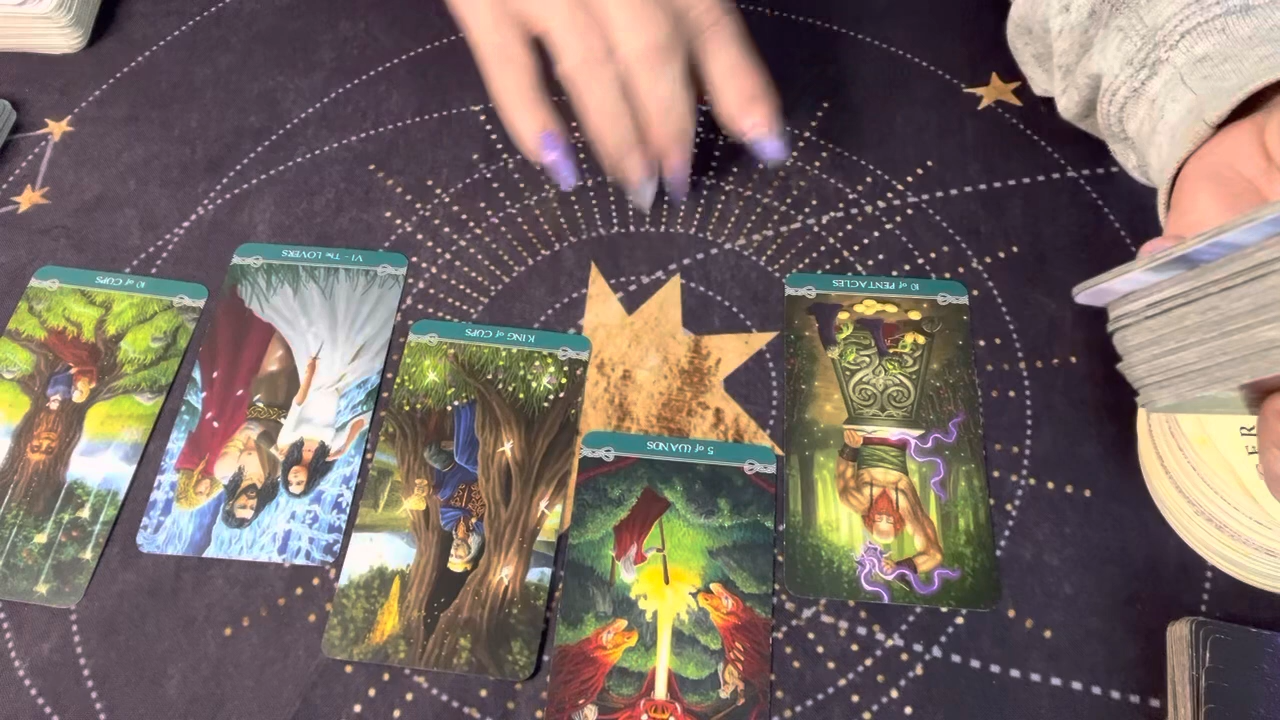 10 of CUPS
VI - The LOVERS
KING of CUPS
5 of WANDS
10 of PENTACLES
ER